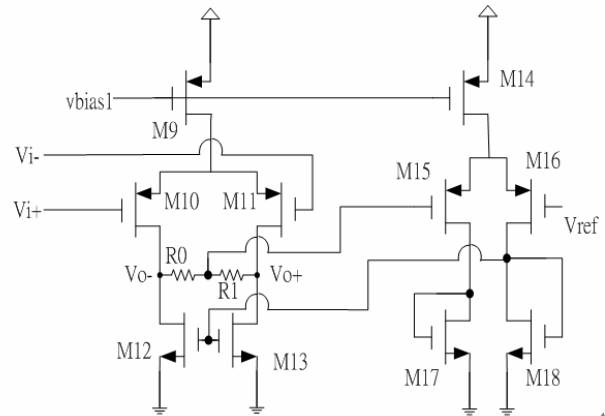 M14
vbias1
M9
Vi-
M15
M16
M10
M11
Vi+
Vref
R0
Vo-
Vo+
R1
M12
M13
M17
M18